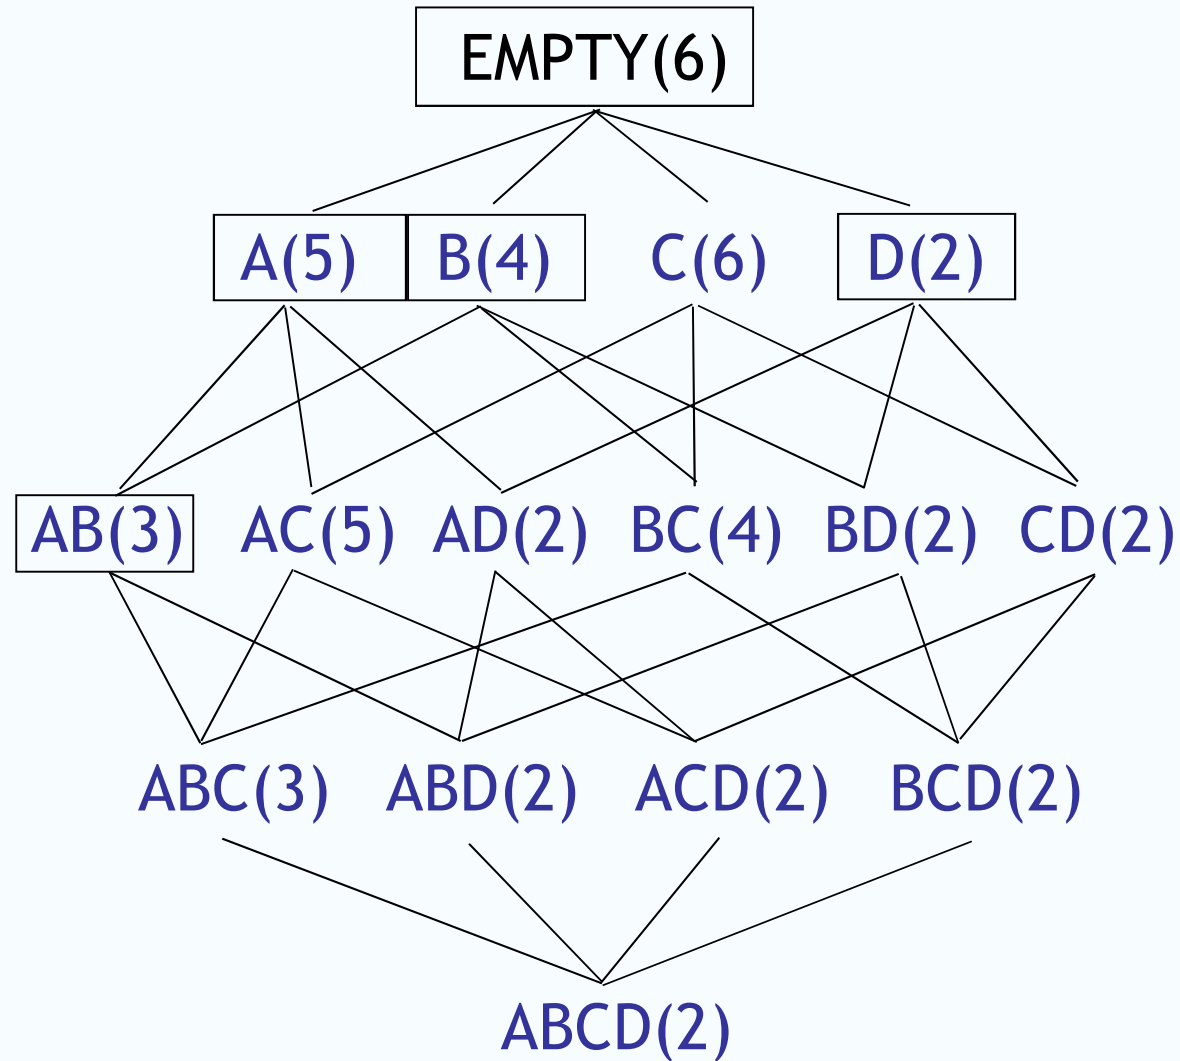 EMPTY(6)
A(5) B(4) C(6) D(2)
AB(3) AC(5) AD(2) BC(4) BD(2) CD(2)
ABC(3) ABD(2) ACD(2) BCD(2)
ABCD(2)